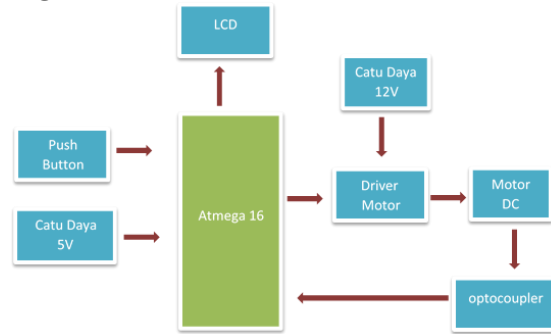 LCD
Catu Daya
12V
Push
Button
Atmega 16
Driver
Motor
Motor
DC
Catu Daya
5V
optocoupler